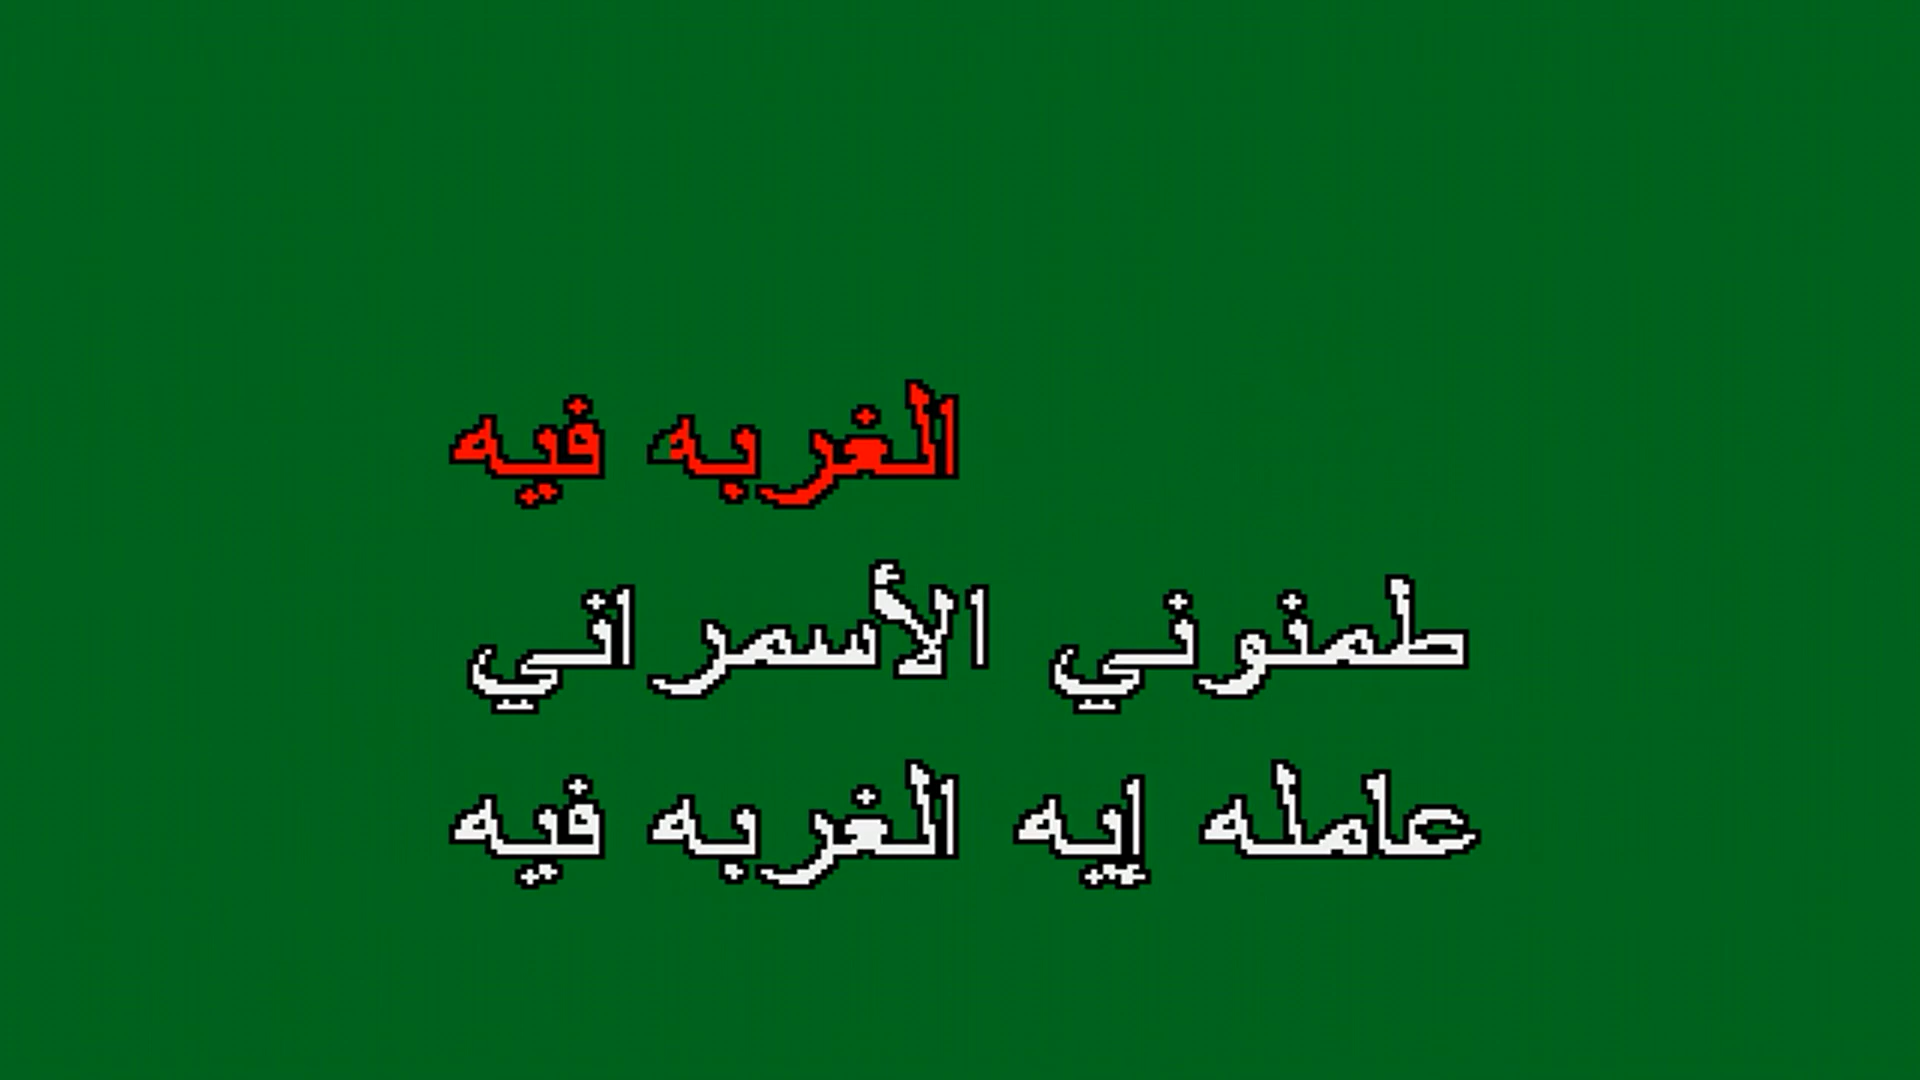 الغربه فيه
طمنوني الأسمراني
عامله إيه الغربه فيه